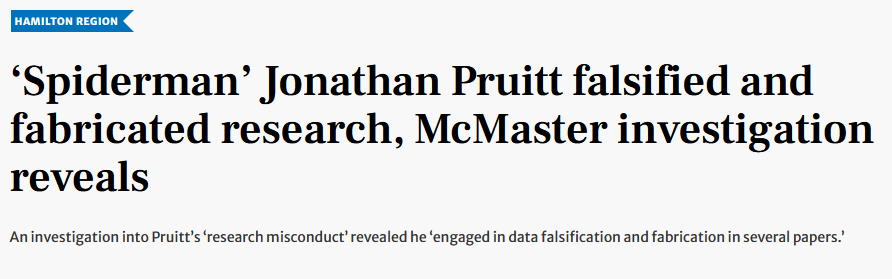 HAMILTON REGION
‘Spiderman’ Jonathan Pruitt falsified and
fabricated research, McMaster investigation
reveals
An investigation into Pruitt’s ‘research misconduct’ revealed he ‘engaged in data falsification and fabrication in several papers.’